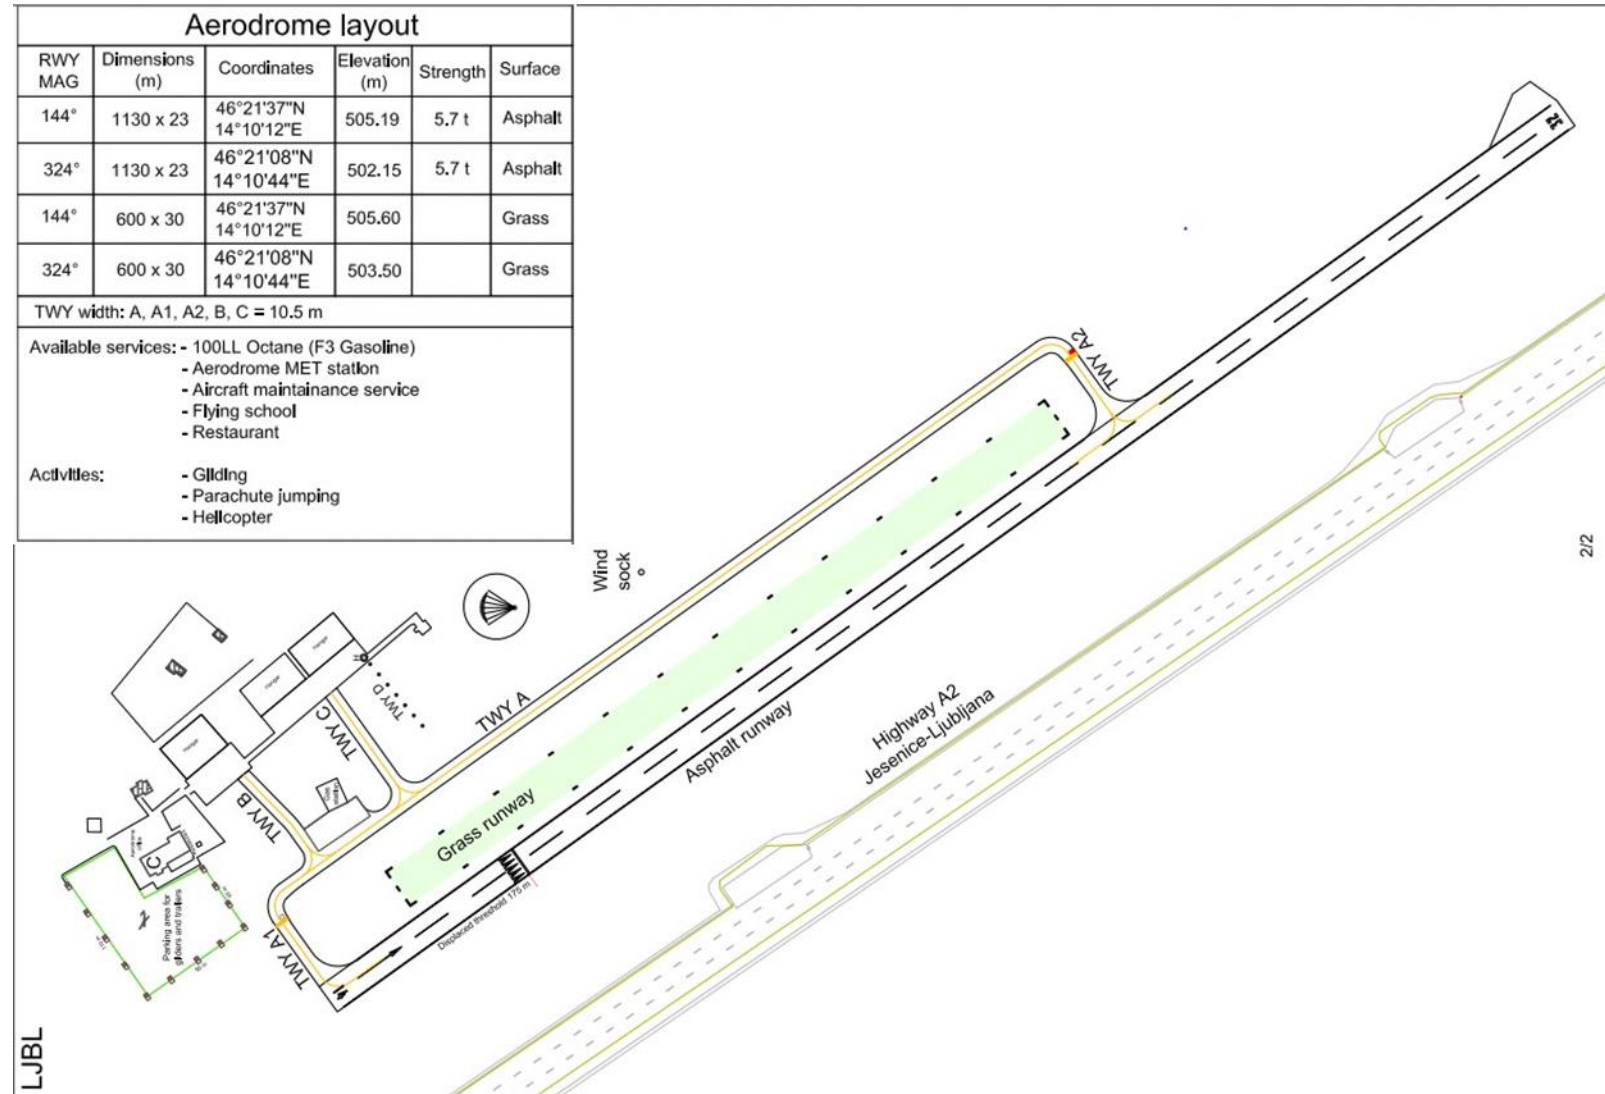 Aerodrome layout
RWY MAG Dimensions (m) Coordinates Elevation (m) Strength Surface
144° 1130 x 23 46°21'37"N 14°10'12"E 505.19 5.7 t Asphalt
324° 1130 x 23 46°21'08"N 14°10'44"E 502.15 5.7 t Asphalt
144° 600 x 30 46°21'37"N 14°10'12"E 505.60 Grass
324° 600 x 30 46°21'08"N 14°10'44"E 503.50 Grass
TWY width: A, A1, A2, B, C = 10.5 m
Available services: - 100LL Octane (F3 Gasoline)
- Aerodrome MET station
- Aircraft maintainance service
- Flying school
- Restaurant
Activities: - Gliding
- Parachute jumping
- Helicopter
32
TWY A2
2/2
Wind
sock
Hangar
Hangar
Hangar
H
TWY D
TWY C
TWY A
TWY B
TWY A1
Highway A2
Jesenice-Ljubljana
Asphalt runway
Grass runway
Displaced threshold 175 m
14
C
Parking area for
gliders and trailers
LJBL